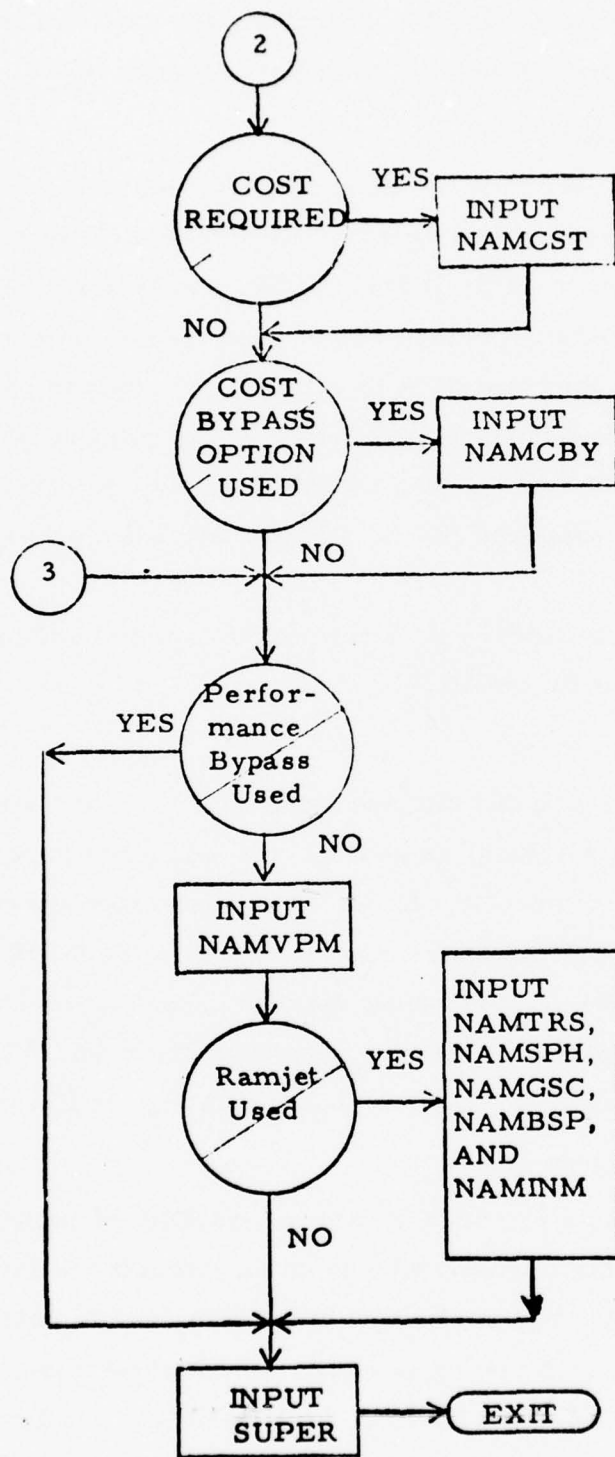 2
COST
REQUIRED
YES
INPUT
NAMCST
NO
COST
BYPASS
OPTION
USED
YES
INPUT
NAMCBY
NO
3
Perfor-
mance
Bypass
Used
YES
NO
INPUT
NAMVPM
Ramjet
Used
YES
INPUT
NAMTRS,
NAMSPH,
NAMGSC,
NAMBSP,
AND
NAMINM
NO
INPUT
SUPER
EXIT